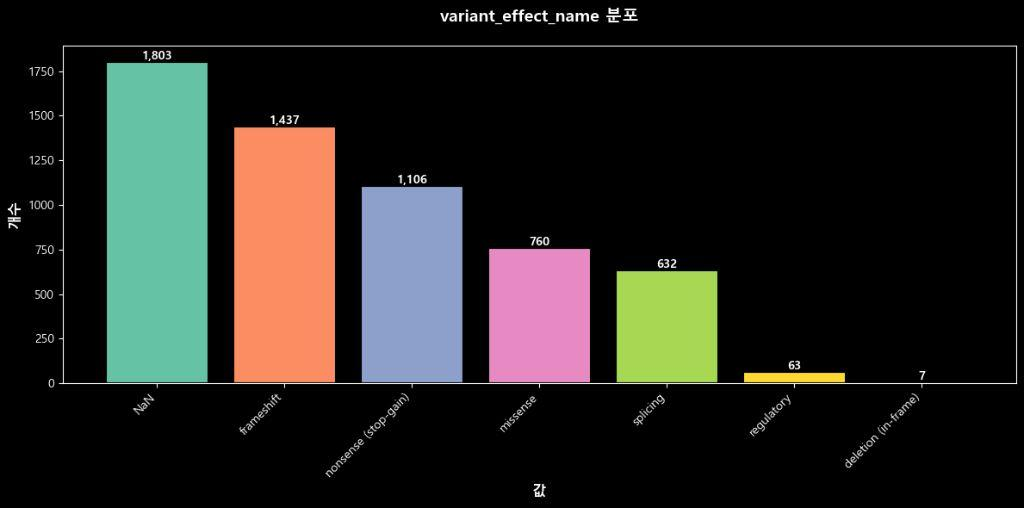 variant_effect_name 분포
개수
1750
1500
1250
1000
750
500
250
0
1,803
1,437
1,106
760
632
63
7
NaN
frameshift
nonsense (stop-gain)
missense
splicing
regulatory
deletion (in-frame)
값